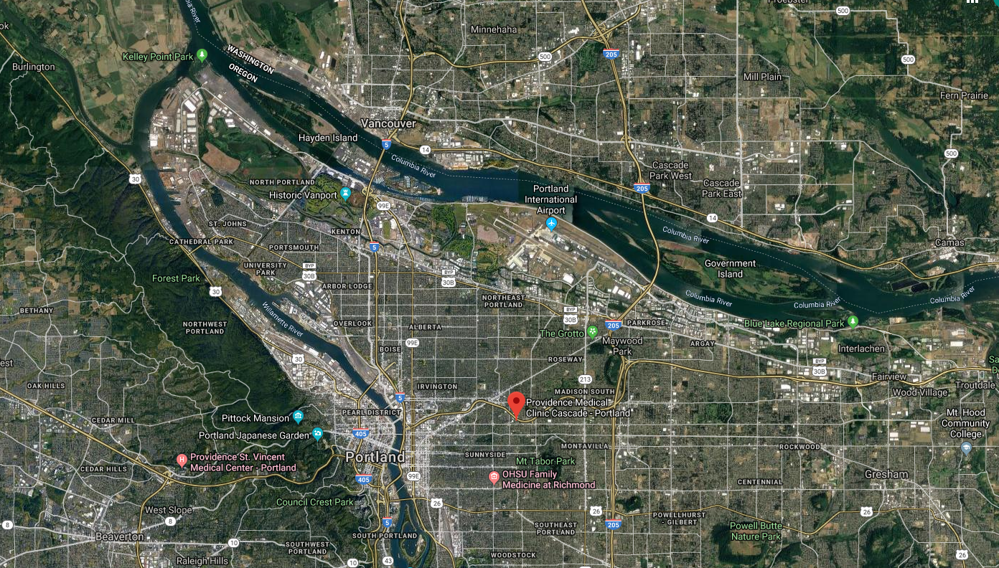 Proebster
500
Minnehaha
Kelley Point Park
WASHINGTON
OREGON
205
500
500
Burlington
Mill Plain
Fern Prairie
Vancouver
Hayden Island
5
14
Columbia River
500
30
NORTH PORTLAND
Historic Vanport
Cascade
Park West
Cascade
Park East
205
Portland
International
Airport
99E
14
ST. JOHNS
KENTON
Columbia River
CATHEDRAL PARK
PORTSMOUTH
5
Camas
UNIVERSITY
PARK
BYP
30B
BYP
30B
Forest Park
ARBOR LODGE
Government
Island
30
NORTHEAST
PORTLAND
Columbia River
Columbia River
Columbia River
BETHANY
Willamette River
BYP
30B
NORTHWEST
PORTLAND
OVERLOOK
ALBERTA
205
PARKROSE
Blue Lake Regional Park
The Grotto
Maywood
Park
99E
ARGAY
Interlachen
BOISE
30
ROSEWAY
BYP
30B
213
Fairview
OAK HILLS
IRVINGTON
MADISON SOUTH
Wood Village
Troutdale
5
Providence Medical
Clinic Cascade - Portland
PEARL DISTRICT
Pittock Mansion
CEDAR MILL
Mt. Hood
Community
College
405
Portland Japanese Garden
MONTAVILLA
ROCKWOOD
Portland
SUNNYSIDE
Providence St. Vincent
Medical Center - Portland
Mt Tabor Park
CEDAR HILLS
99E
OHSU Family
Medicine at Richmond
405
CENTENNIAL
Gresham
Council Crest Park
26
West Slope
26
26
8
8
5
205
POWELLHURST
- GILBERT
Powell Butte
Nature Park
SOUTHEAST
PORTLAND
Beaverton
SOUTH PORTLAND
10
SOUTHWEST
PORTLAND
WOODSTOCK
26
Raleigh Hills
10
43